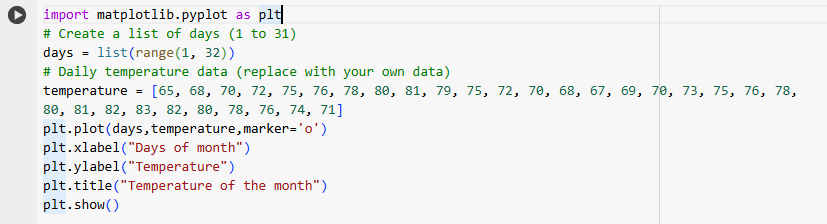 import matplotlib.pyplot as plt
# Create a list of days (1 to 31)
days = list(range(1, 32))
# Daily temperature data (replace with your own data)
temperature = [65, 68, 70, 72, 75, 76, 78, 80, 81, 79, 75, 72, 70, 68, 67, 69, 70, 73, 75, 76, 78,
80, 81, 82, 83, 82, 80, 78, 76, 74, 71]
plt.plot(days,temperature,marker='o')
plt.xlabel("Days of month")
plt.ylabel("Temperature")
plt.title("Temperature of the month")
plt.show()